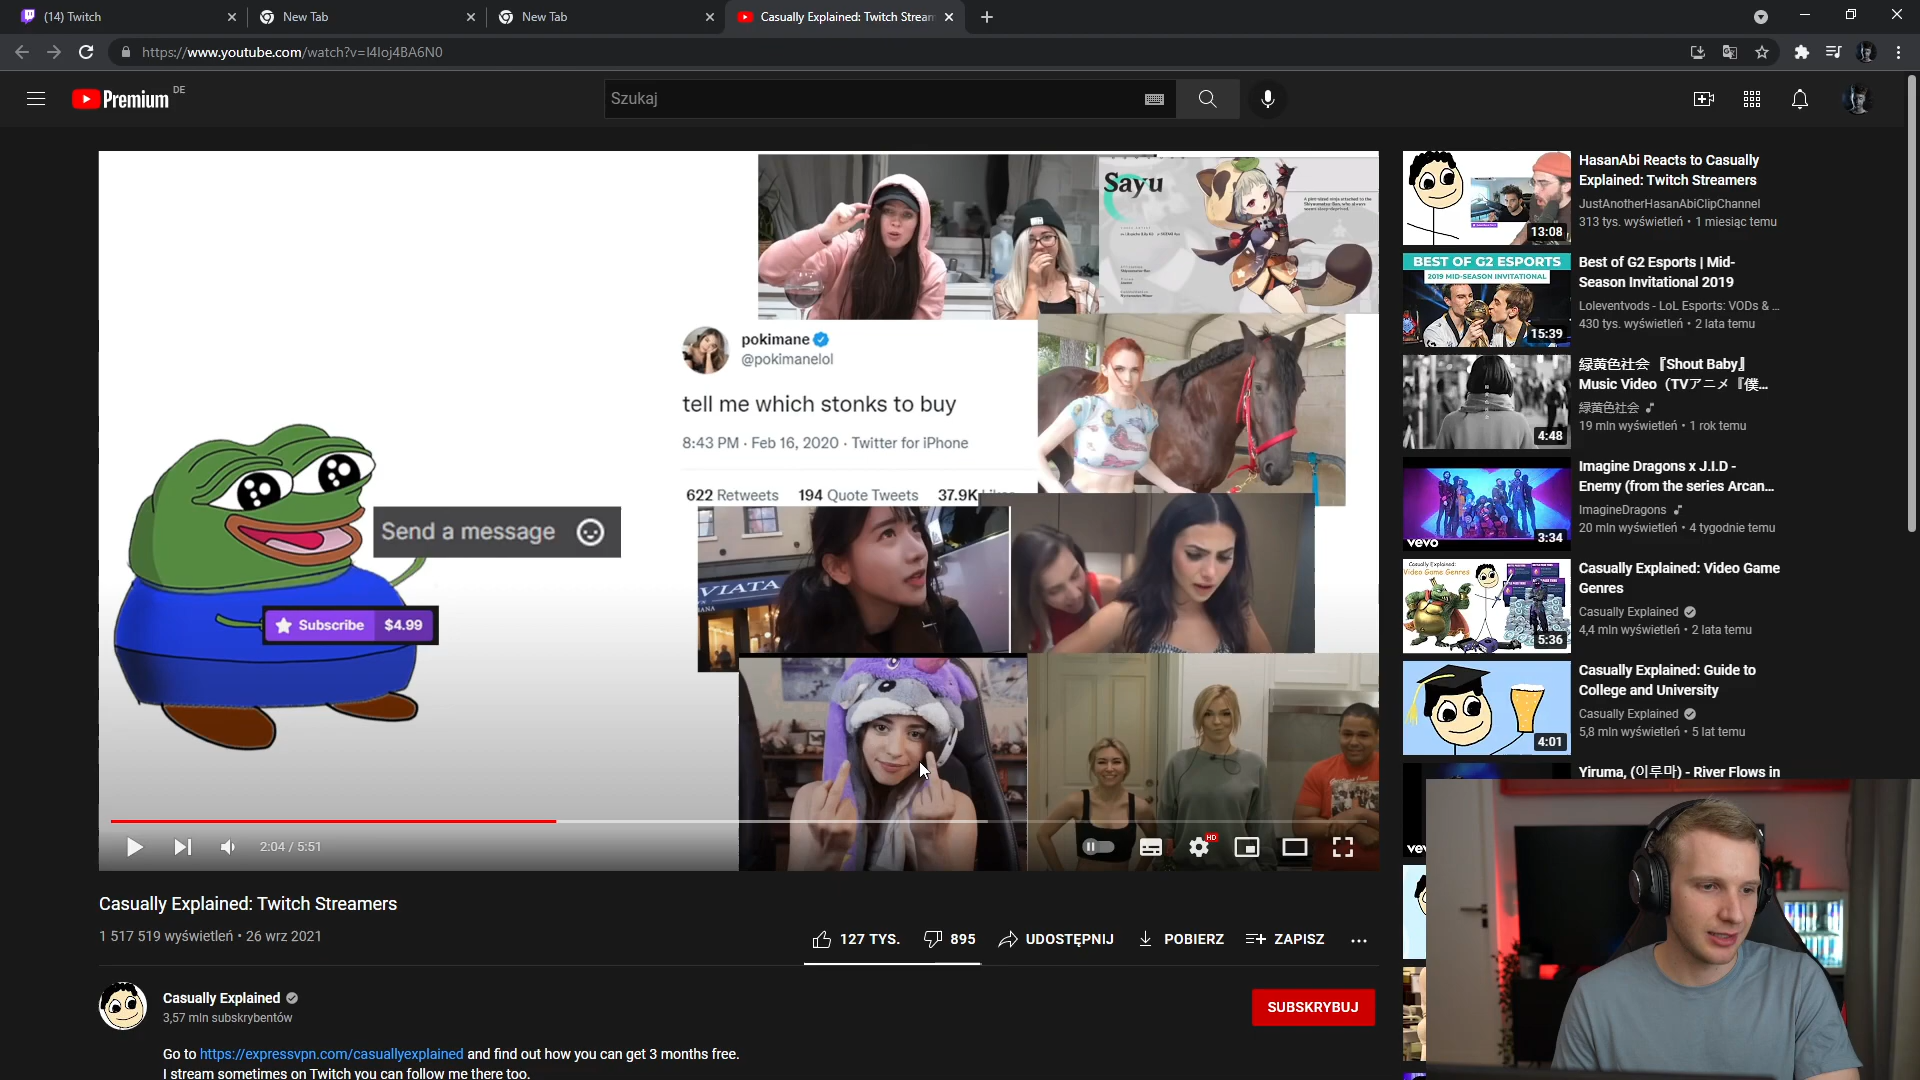 (14) Twitch
New Tab
New Tab
Casually Explained: Twitch Stream
https://www.youtube.com/watch?v=I4Ioj4BA6N0
Premium DE
Szukaj
Sayu
pokimane
@pokimanelol
tell me which stonks to buy
8:43 PM · Feb 16, 2020 · Twitter for iPhone
622 Retweets 194 Quote Tweets 37.9K
Send a message
Subscribe $4.99
VIATA
2:04 / 5:51
HD
Casually Explained: Twitch Streamers
1 517 519 wyświetleń • 26 wrz 2021
127 TYS.
895
UDOSTĘPNIJ
POBIERZ
ZAPISZ
Casually Explained
3,57 mln subskrybentów
SUBSKRYBUJ
Go to https://expressvpn.com/casuallyexplained and find out how you can get 3 months free.
I stream sometimes on Twitch you can follow me there too.
13:08
HasanAbi Reacts to Casually
Explained: Twitch Streamers
JustAnotherHasanAbiClipChannel
313 tys. wyświetleń • 1 miesiąc temu
BEST OF G2 ESPORTS
2019 MID-SEASON INVITATIONAL
15:39
Best of G2 Esports | Mid-
Season Invitational 2019
Loleventvods - LoL Esports: VODs & ...
430 tys. wyświetleń • 2 lata temu
4:48
緑黄色社会 『Shout Baby』
Music Video（TVアニメ『僕...
緑黄色社会
19 mln wyświetleń • 1 rok temu
vevo
3:34
Imagine Dragons x J.I.D -
Enemy (from the series Arcan...
ImagineDragons
20 mln wyświetleń • 4 tygodnie temu
Casually Explained:
Video Game Genres
5:36
Casually Explained: Video Game
Genres
Casually Explained
4,4 mln wyświetleń • 2 lata temu
4:01
Casually Explained: Guide to
College and University
Casually Explained
5,8 mln wyświetleń • 5 lat temu
Yiruma, (이루마) - River Flows in
vev